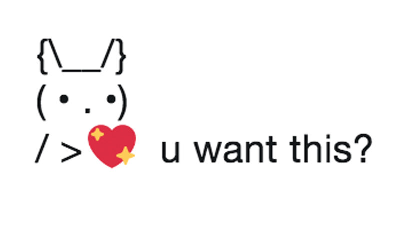 {\__/}
( • . •)
/ >💖 u want this?